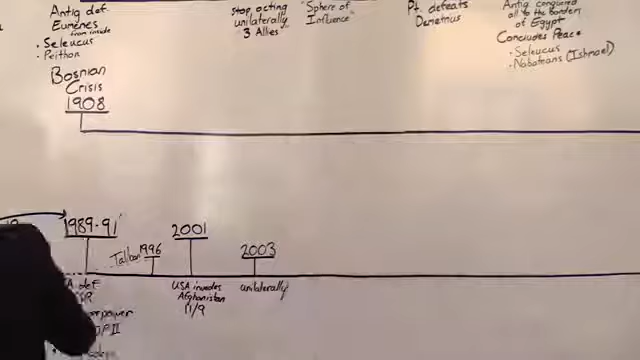 Antig def.
Eumenes
from inside
• Seleucus
• Peithon
stop acting
unilaterally
"3 Allies"
"Sphere of
Influence"
Pt. defeats
Demetrius
Antig conquered
all to the borders
of Egypt
Concludes Peace
• Seleucus
• Nabateans (Ishmael)
Bosnian
Crisis
1908
1989-91
Taliban 1996
2001
2003
def.
USA invades
Afghanistan
11/9
unilaterally